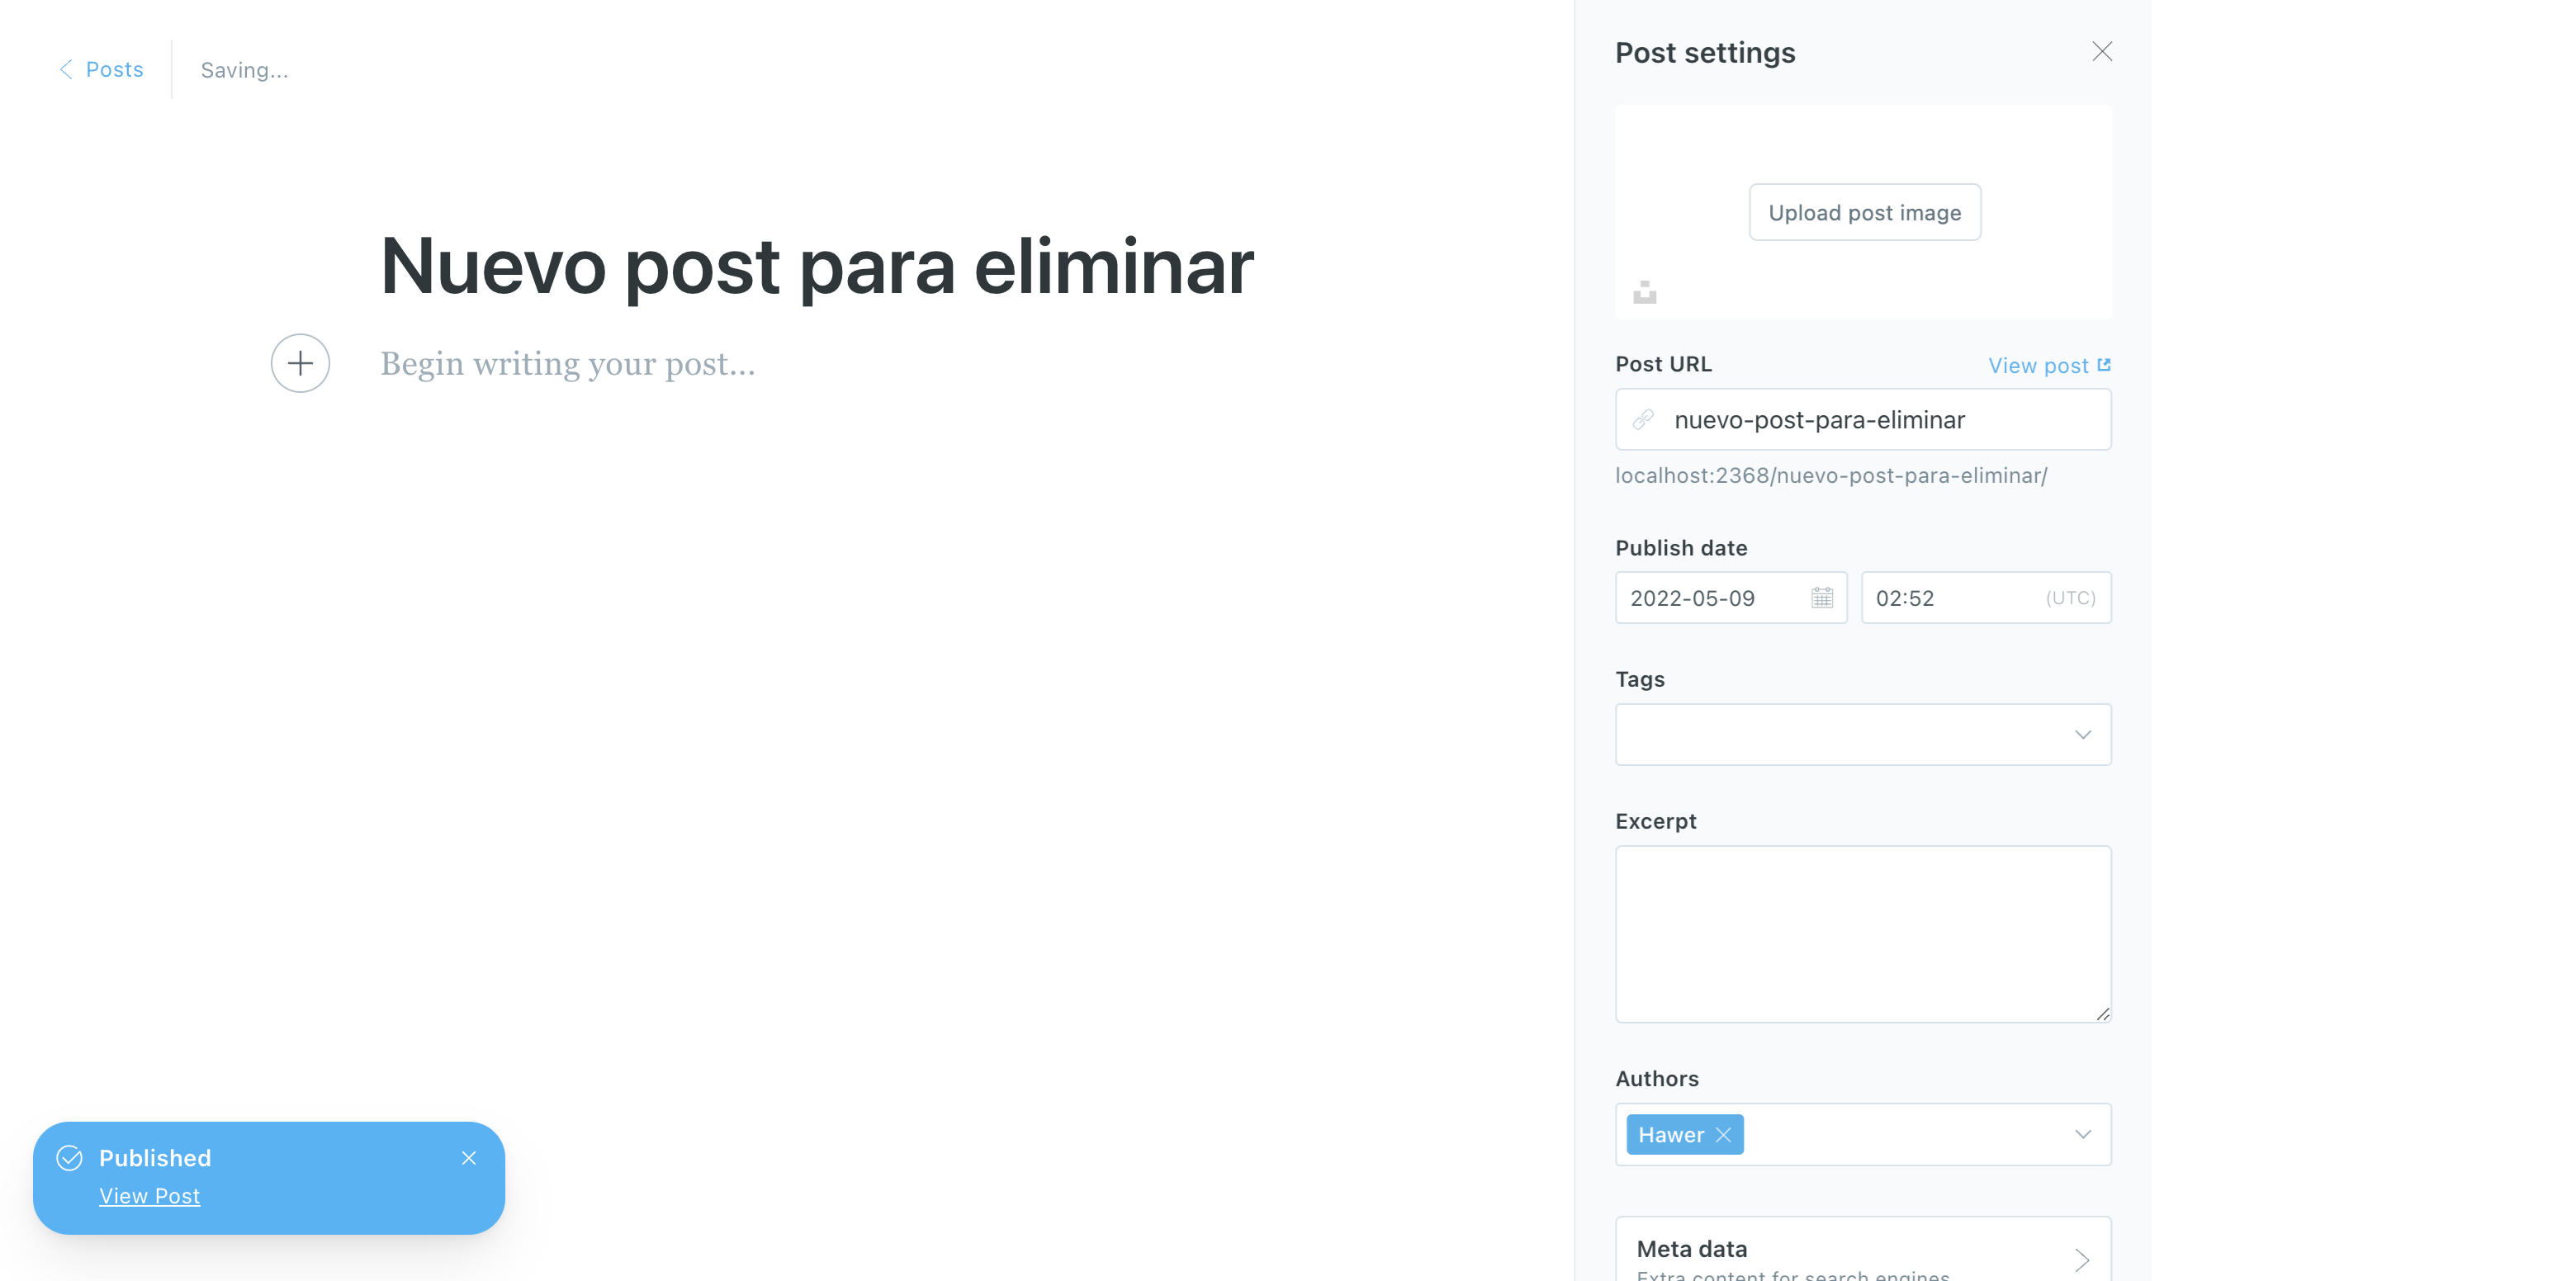 Posts
Saving...
Nuevo post para eliminar
Begin writing your post...
Published
View Post
Post settings
Upload post image
Post URL
View post
nuevo-post-para-eliminar
localhost:2368/nuevo-post-para-eliminar/
Publish date
2022-05-09
02:52
(UTC)
Tags
Excerpt
Authors
Hawer
Meta data
Extra content for search engines